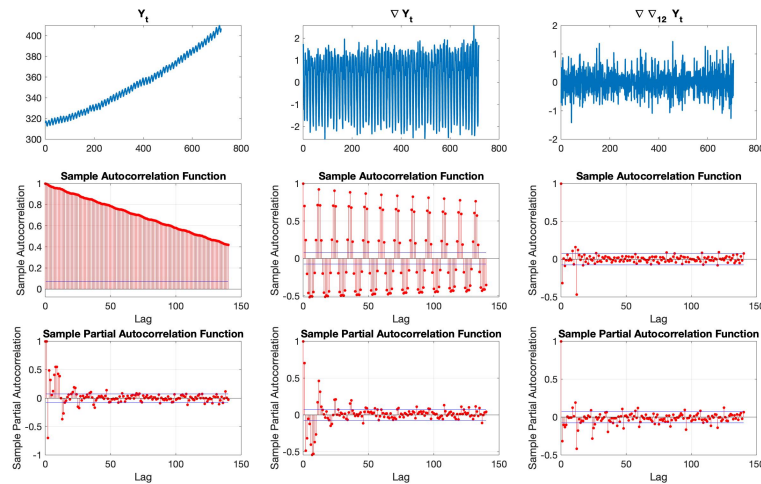 Yt
∇ Yt
∇ ∇12 Yt
400
380
360
340
320
300
0 200 400 600 800
2
1
0
-1
-2
0 200 400 600 800
2
1
0
-1
-2
0 200 400 600 800
Sample Autocorrelation Function
Sample Autocorrelation
1
0.8
0.6
0.4
0.2
0
0 50 100 150
Lag
Sample Autocorrelation Function
Sample Autocorrelation
1
0.5
0
-0.5
0 50 100 150
Lag
Sample Autocorrelation Function
Sample Autocorrelation
1
0.5
0
-0.5
0 50 100 150
Lag
Sample Partial Autocorrelation Function
Sample Partial Autocorrelation
1
0.5
0
-0.5
-1
0 50 100 150
Lag
Sample Partial Autocorrelation Function
Sample Partial Autocorrelation
1
0.5
0
-0.5
0 50 100 150
Lag
Sample Partial Autocorrelation Function
Sample Partial Autocorrelation
1
0.5
0
-0.5
0 50 100 150
Lag